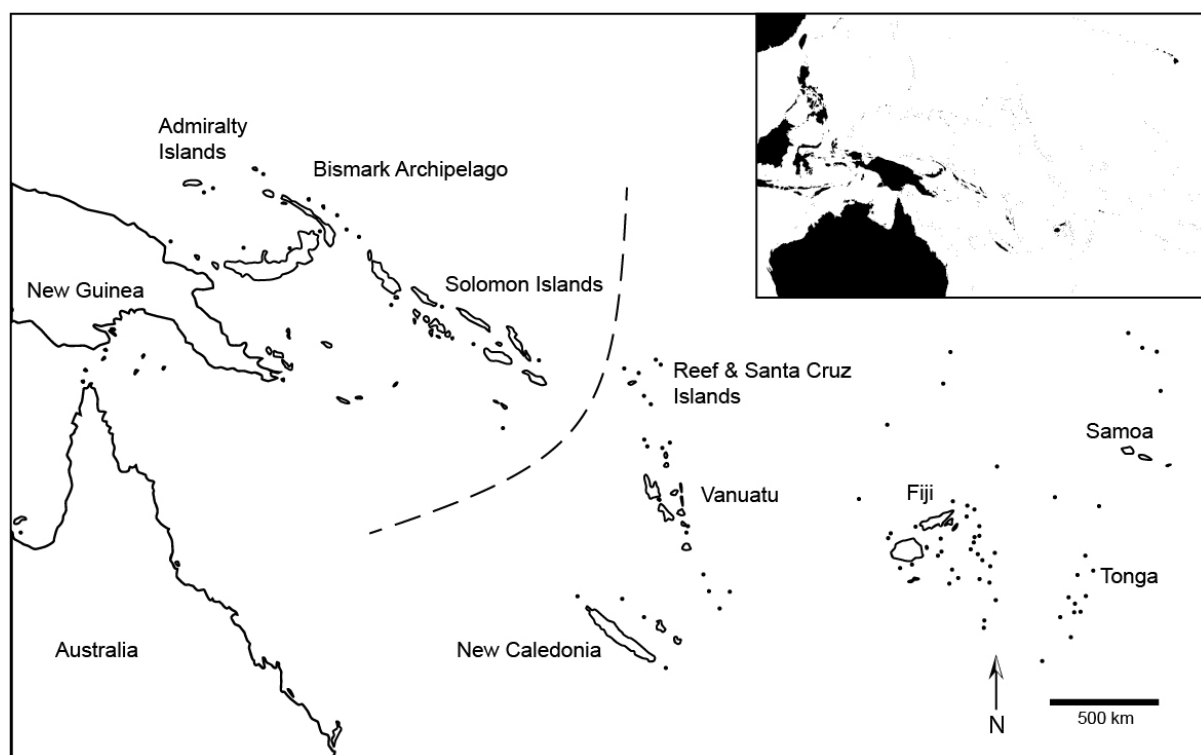 Admiralty
Islands
Bismark Archipelago
New Guinea
Solomon Islands
Reef & Santa Cruz
Islands
Samoa
Vanuatu
Fiji
Tonga
Australia
New Caledonia
N
500 km